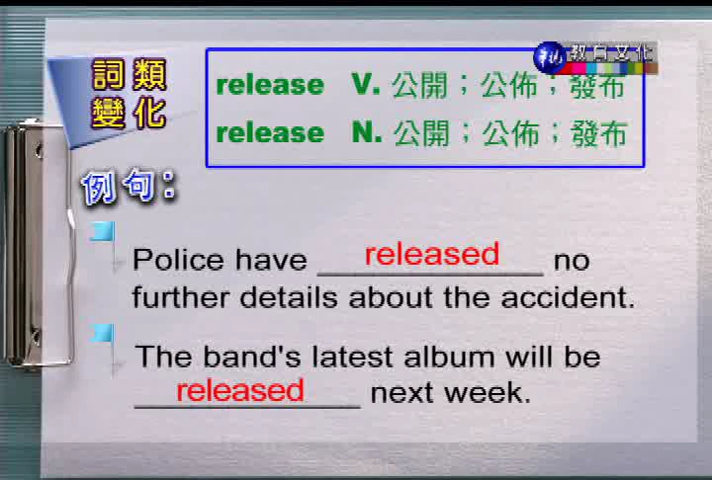 詞類
變化
release V. 公開；公佈；發布
release N. 公開；公佈；發布
華視 教育文化
例句：
Police have released no
further details about the accident.
The band's latest album will be
released next week.